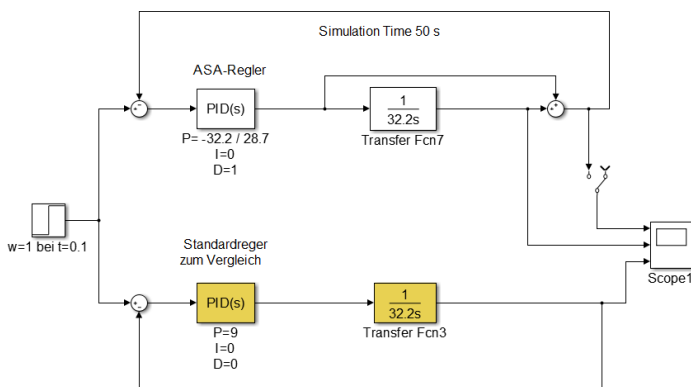 Simulation Time 50 s
ASA-Regler
PID(s)
P= -32.2 / 28.7
I=0
D=1
1
32.2s
Transfer Fcn7
w=1 bei t=0.1
Scope1
Standardreger
zum Vergleich
PID(s)
P=9
I=0
D=0
1
32.2s
Transfer Fcn3